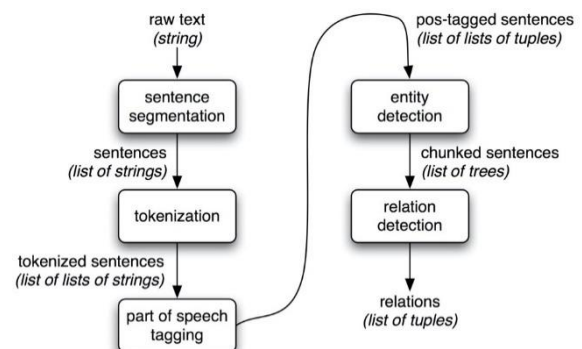 raw text
(string)
sentence
segmentation
sentences
(list of strings)
tokenization
tokenized sentences
(list of lists of strings)
part of speech
tagging
pos-tagged sentences
(list of lists of tuples)
entity
detection
chunked sentences
(list of trees)
relation
detection
relations
(list of tuples)